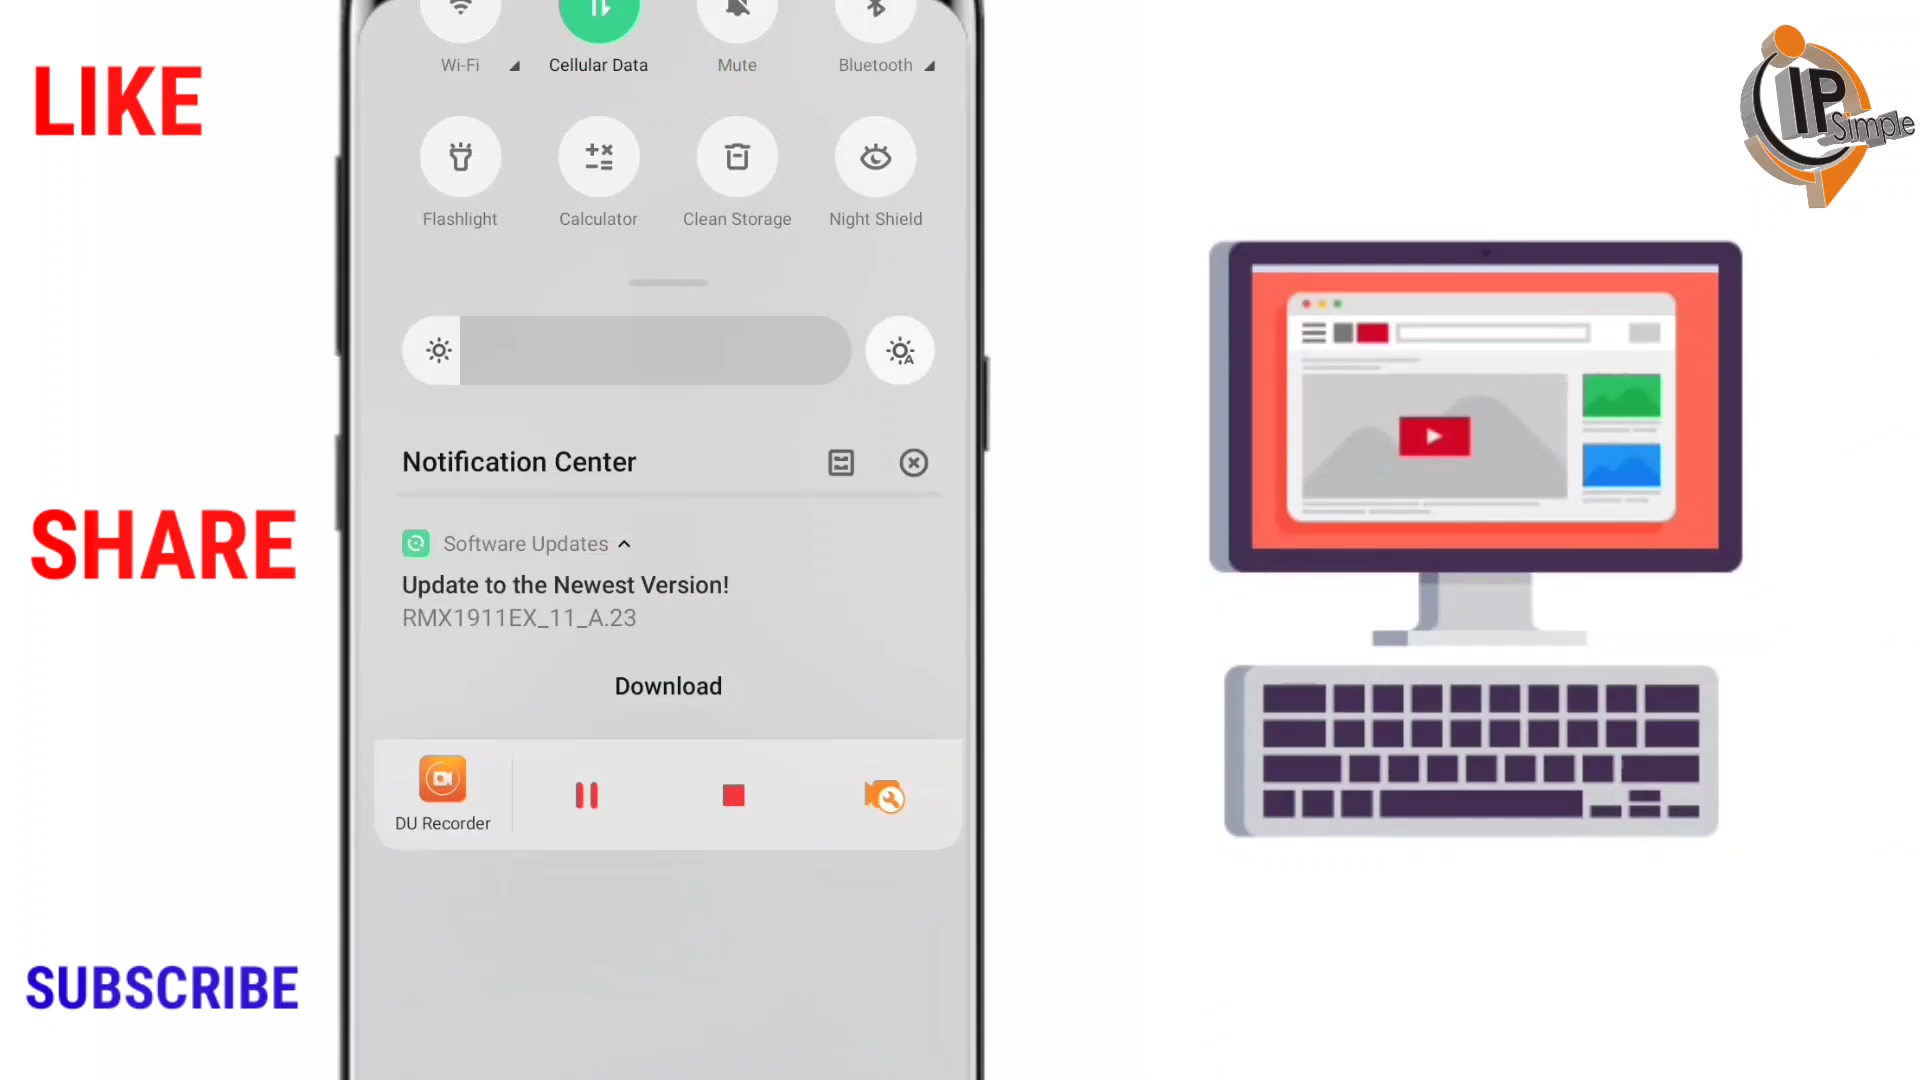 LIKE
SHARE
SUBSCRIBE
Wi-Fi
Cellular Data
Mute
Bluetooth
Flashlight
Calculator
Clean Storage
Night Shield
Notification Center
Software Updates
Update to the Newest Version!
RMX1911EX_11_A.23
Download
DU Recorder
IP
Simple